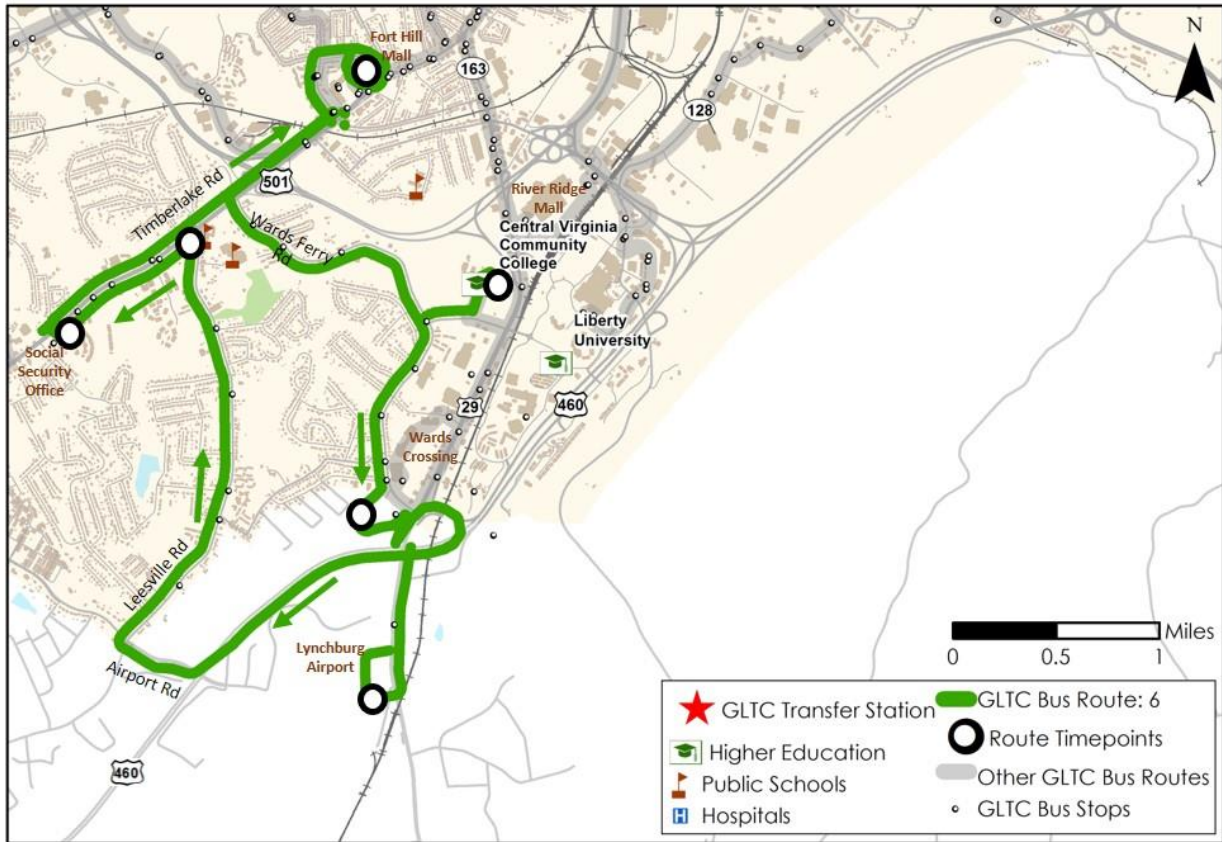 Fort Hill
Mall
N
163
128
501
Timberlake Rd
Wards Ferry
Rd
River Ridge
Mall
Central Virginia
Community
College
Liberty
University
Social
Security
Office
29
460
Wards
Crossing
Leesville Rd
Airport Rd
Lynchburg
Airport
460
Miles
0 0.5 1
GLTC Transfer Station
Higher Education
Public Schools
H Hospitals
GLTC Bus Route: 6
Route Timepoints
Other GLTC Bus Routes
GLTC Bus Stops